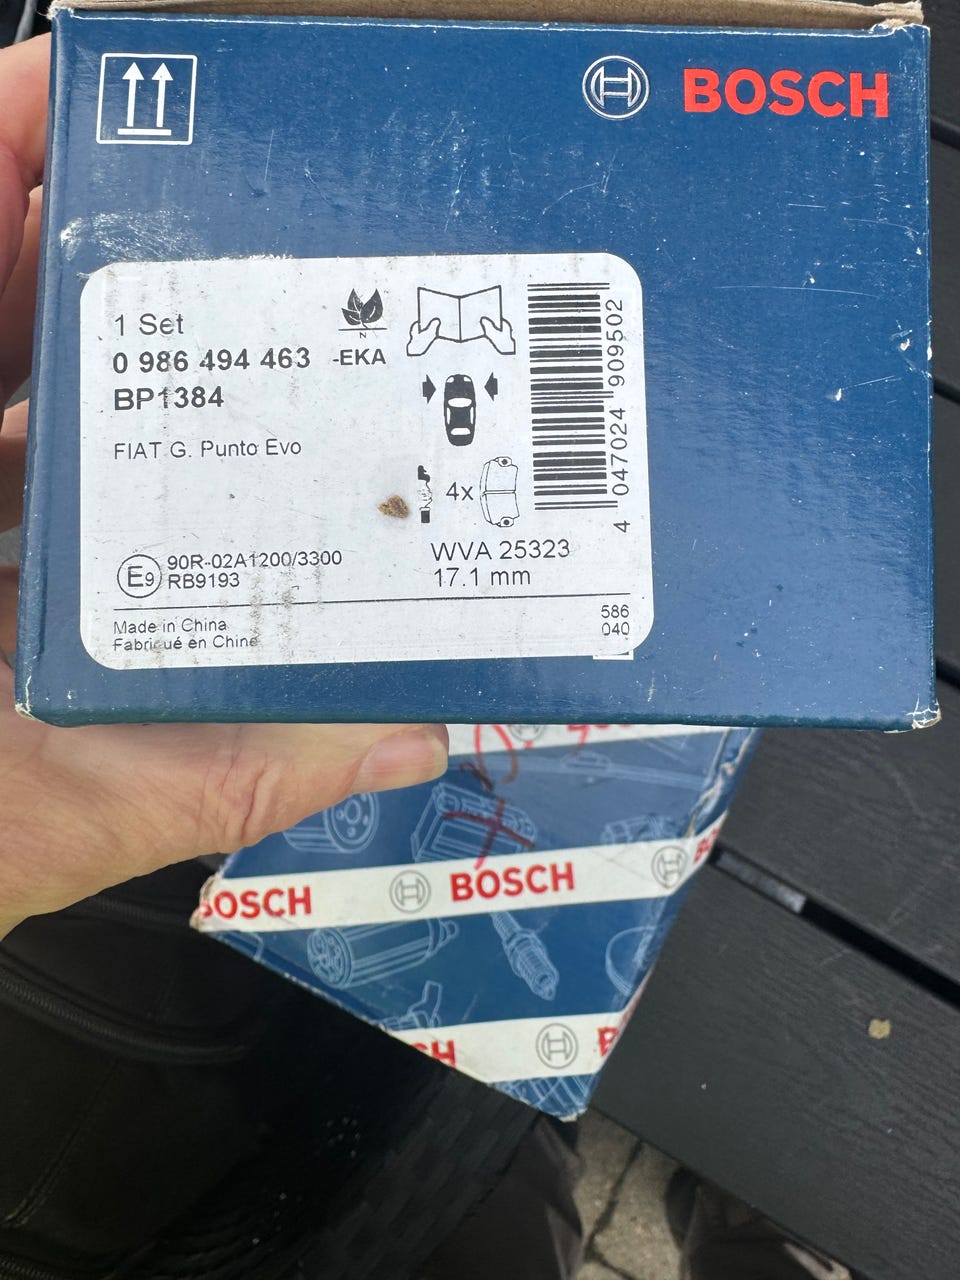 BOSCH
1 Set
0 986 494 463 -EKA
BP1384
FIAT G. Punto Evo
N
4x
4 047024 909502
WVA 25323
17.1 mm
E9
90R-02A1200/3300
RB9193
Made in China
Fabriqué en Chine
586
040
BOSCH
BOSCH